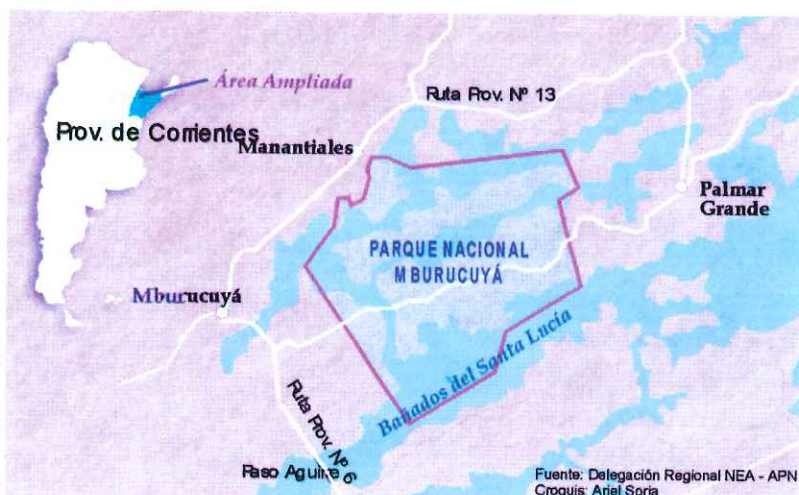 Área Ampliada
Prov. de Corrientes
Ruta Prov. Nº 13
Manantiales
Palmar
Grande
PARQUE NACIONAL
MBURUCUYÁ
Mburucuyá
Bañados del Santa Lucía
Ruta Prov. Nº 6
Paso Aguirre
Fuente: Delegación Regional NEA - APN
Croquis: Ariel Soria